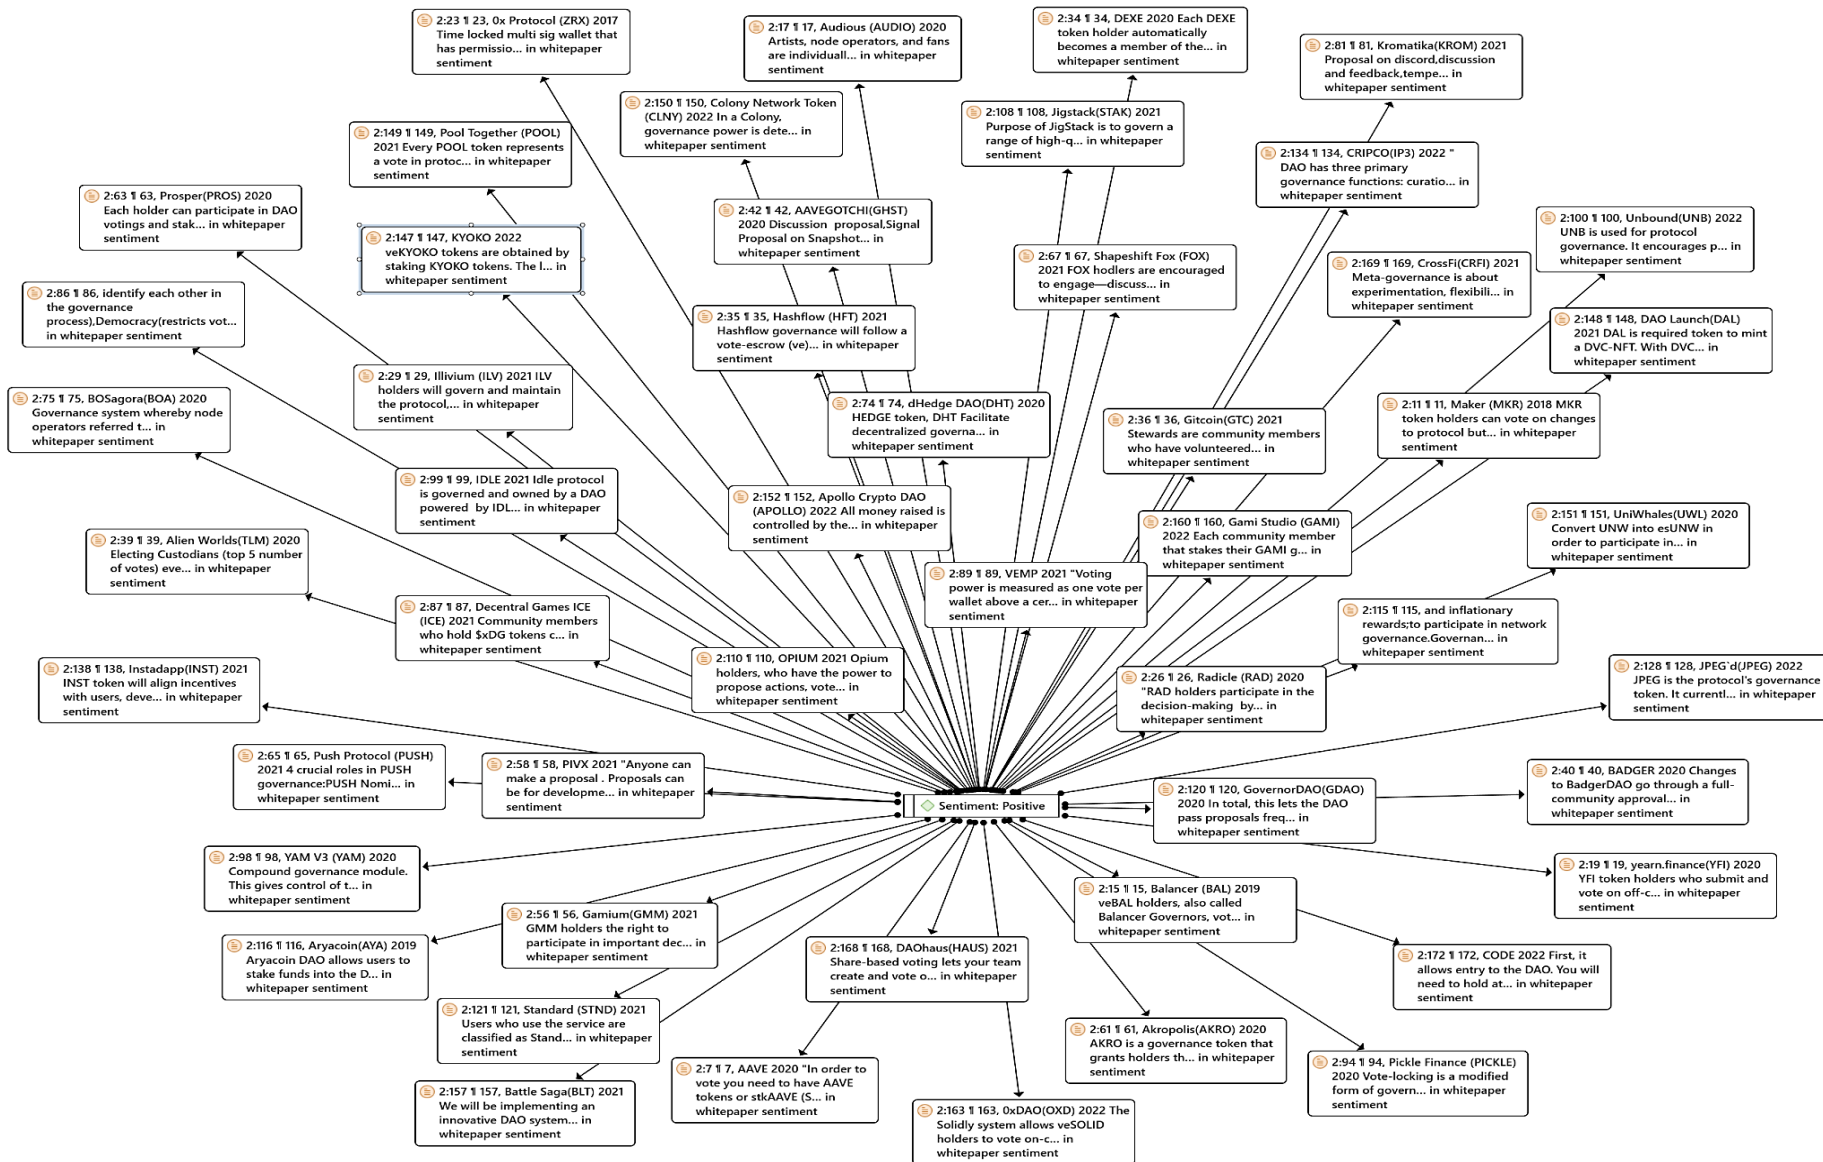 2:23 ¶ 23, 0x Protocol (ZRX) 2017
Time locked multi sig wallet that
has permissio... in whitepaper
sentiment
2:17 ¶ 17, Audious (AUDIO) 2020
Artists, node operators, and fans
are individuall... in whitepaper
sentiment
2:34 ¶ 34, DEXE 2020 Each DEXE
token holder automatically
becomes a member of the... in
whitepaper sentiment
2:81 ¶ 81, Kromatika(KROM) 2021
Proposal on discord,discussion
and feedback,tempe... in
whitepaper sentiment
2:150 ¶ 150, Colony Network Token
(CLNY) 2022 In a Colony,
governance power is dete... in
whitepaper sentiment
2:108 ¶ 108, Jigstack(STAK) 2021
Purpose of JigStack is to govern a
range of high-q... in whitepaper
sentiment
2:149 ¶ 149, Pool Together (POOL)
2021 Every POOL token represents
a vote in protoc... in whitepaper
sentiment
2:134 ¶ 134, CRIPCO(IP3) 2022 "
DAO has three primary
governance functions: curatio... in
whitepaper sentiment
2:63 ¶ 63, Prosper(PROS) 2020
Each holder can participate in DAO
votings and stak... in whitepaper
sentiment
2:42 ¶ 42, AAVEGOTCHI(GHST)
2020 Discussion proposal,Signal
Proposal on Snapshot... in
whitepaper sentiment
2:100 ¶ 100, Unbound(UNB) 2022
UNB is used for protocol
governance. It encourages p... in
whitepaper sentiment
2:147 ¶ 147, KYOKO 2022
veKYOKO tokens are obtained by
staking KYOKO tokens. The l... in
whitepaper sentiment
2:67 ¶ 67, Shapeshift Fox (FOX)
2021 FOX hodlers are encouraged
to engage—discuss... in
whitepaper sentiment
2:169 ¶ 169, CrossFi(CRFI) 2021
Meta-governance is about
experimentation, flexibili... in
whitepaper sentiment
2:86 ¶ 86, identify each other in
the governance
process),Democracy(restricts vot...
in whitepaper sentiment
2:35 ¶ 35, Hashflow (HFT) 2021
Hashflow governance will follow a
vote-escrow (ve)... in whitepaper
sentiment
2:148 ¶ 148, DAO Launch(DAL)
2021 DAL is required token to mint
a DVC-NFT. With DVC... in
whitepaper sentiment
2:29 ¶ 29, Illivium (ILV) 2021 ILV
holders will govern and maintain
the protocol,... in whitepaper
sentiment
2:75 ¶ 75, BOSagora(BOA) 2020
Governance system whereby node
operators referred t... in
whitepaper sentiment
2:74 ¶ 74, dHedge DAO(DHT) 2020
HEDGE token, DHT Facilitate
decentralized governa... in
whitepaper sentiment
2:36 ¶ 36, Gitcoin(GTC) 2021
Stewards are community members
who have volunteered... in
whitepaper sentiment
2:11 ¶ 11, Maker (MKR) 2018 MKR
token holders can vote on changes
to protocol but... in whitepaper
sentiment
2:99 ¶ 99, IDLE 2021 Idle protocol
is governed and owned by a DAO
powered by IDL... in whitepaper
sentiment
2:152 ¶ 152, Apollo Crypto DAO
(APOLLO) 2022 All money raised is
controlled by the... in whitepaper
sentiment
2:160 ¶ 160, Gami Studio (GAMI)
2022 Each community member
that stakes their GAMI g... in
whitepaper sentiment
2:151 ¶ 151, UniWhales(UWL) 2020
Convert UNW into esUNW in
order to participate in... in
whitepaper sentiment
2:39 ¶ 39, Alien Worlds(TLM) 2020
Electing Custodians (top 5 number
of votes) eve... in whitepaper
sentiment
2:89 ¶ 89, VEMP 2021 "Voting
power is measured as one vote per
wallet above a cer... in whitepaper
sentiment
2:87 ¶ 87, Decentral Games ICE
(ICE) 2021 Community members
who hold $xDG tokens c... in
whitepaper sentiment
2:115 ¶ 115, and inflationary
rewards;to participate in network
governance.Governan... in
whitepaper sentiment
2:138 ¶ 138, Instadapp(INST) 2021
INST token will align incentives
with users, deve... in whitepaper
sentiment
2:110 ¶ 110, OPIUM 2021 Opium
holders, who have the power to
propose actions, vote... in
whitepaper sentiment
2:26 ¶ 26, Radicle (RAD) 2020
"RAD holders participate in the
decision-making by... in
whitepaper sentiment
2:128 ¶ 128, JPEG`d(JPEG) 2022
JPEG is the protocol's governance
token. It currentl... in whitepaper
sentiment
2:65 ¶ 65, Push Protocol (PUSH)
2021 4 crucial roles in PUSH
governance:PUSH Nomi... in
whitepaper sentiment
2:58 ¶ 58, PIVX 2021 "Anyone can
make a proposal . Proposals can
be for developme... in whitepaper
sentiment
Sentiment: Positive
2:120 ¶ 120, GovernorDAO(GDAO)
2020 In total, this lets the DAO
pass proposals freq... in
whitepaper sentiment
2:40 ¶ 40, BADGER 2020 Changes
to BadgerDAO go through a full-
community approval... in
whitepaper sentiment
2:98 ¶ 98, YAM V3 (YAM) 2020
Compound governance module.
This gives control of t... in
whitepaper sentiment
2:19 ¶ 19, yearn.finance(YFI) 2020
YFI token holders who submit and
vote on off-c... in whitepaper
sentiment
2:56 ¶ 56, Gamium(GMM) 2021
GMM holders the right to
participate in important dec... in
whitepaper sentiment
2:15 ¶ 15, Balancer (BAL) 2019
veBAL holders, also called
Balancer Governors, vot... in
whitepaper sentiment
2:116 ¶ 116, Aryacoin(AYA) 2019
Aryacoin DAO allows users to
stake funds into the D... in
whitepaper sentiment
2:168 ¶ 168, DAOhaus(HAUS) 2021
Share-based voting lets your team
create and vote o... in whitepaper
sentiment
2:172 ¶ 172, CODE 2022 First, it
allows entry to the DAO. You will
need to hold at... in whitepaper
sentiment
2:121 ¶ 121, Standard (STND) 2021
Users who use the service are
classified as Stand... in whitepaper
sentiment
2:61 ¶ 61, Akropolis(AKRO) 2020
AKRO is a governance token that
grants holders th... in whitepaper
sentiment
2:7 ¶ 7, AAVE 2020 "In order to
vote you need to have AAVE
tokens or stkAAVE (S... in
whitepaper sentiment
2:94 ¶ 94, Pickle Finance (PICKLE)
2020 Vote-locking is a modified
form of govern... in whitepaper
sentiment
2:157 ¶ 157, Battle Saga(BLT) 2021
We will be implementing an
innovative DAO system... in
whitepaper sentiment
2:163 ¶ 163, 0xDAO(OXD) 2022 The
Solidly system allows veSOLID
holders to vote on-c... in
whitepaper sentiment